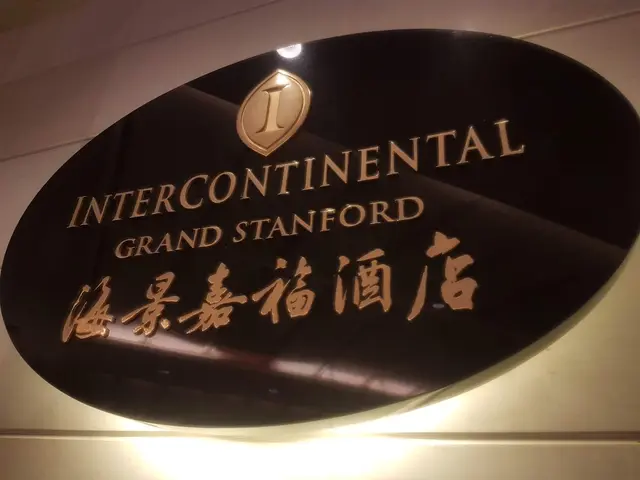 I
INTERCONTINENTAL
GRAND STANFORD
海景嘉福酒店